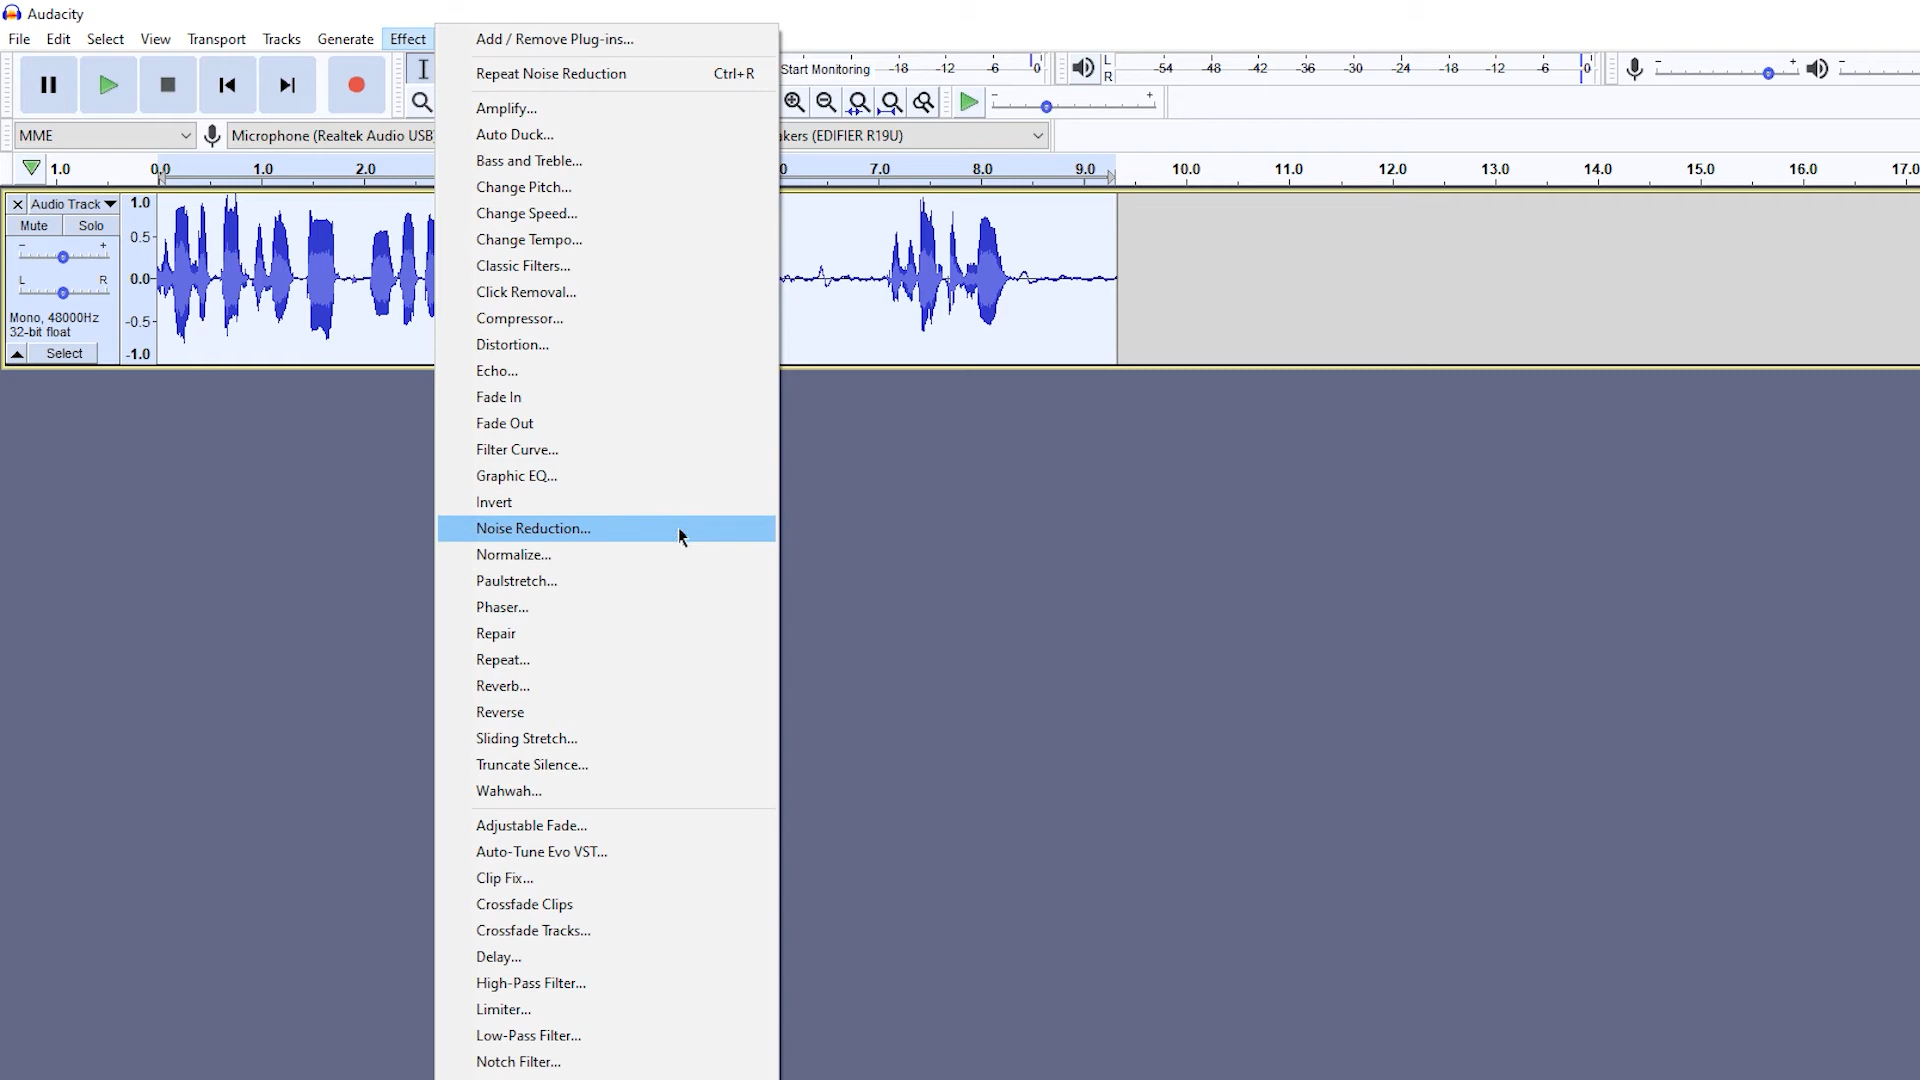 Audacity
File Edit Select View Transport Tracks Generate Effect
Add / Remove Plug-ins...
Repeat Noise Reduction Ctrl+R
Amplify...
Auto Duck...
Bass and Treble...
Change Pitch...
Change Speed...
Change Tempo...
Classic Filters...
Click Removal...
Compressor...
Distortion...
Echo...
Fade In
Fade Out
Filter Curve...
Graphic EQ...
Invert
Noise Reduction...
Normalize...
Paulstretch...
Phaser...
Repair
Repeat...
Reverb...
Reverse
Sliding Stretch...
Truncate Silence...
Wahwah...
Adjustable Fade...
Auto-Tune Evo VST...
Clip Fix...
Crossfade Clips
Crossfade Tracks...
Delay...
High-Pass Filter...
Limiter...
Low-Pass Filter...
Notch Filter...
Start Monitoring -18 -12 -6 0
L
R
-54 -48 -42 -36 -30 -24 -18 -12 -6 0
MME
Microphone (Realtek Audio USB
akers (EDIFIER R19U)
1.0 0.0 1.0 2.0 7.0 8.0 9.0 10.0 11.0 12.0 13.0 14.0 15.0 16.0 17.0
Audio Track
Mute Solo
- +
L R
Mono, 48000Hz
32-bit float
Select
1.0
0.5
0.0
-0.5
-1.0